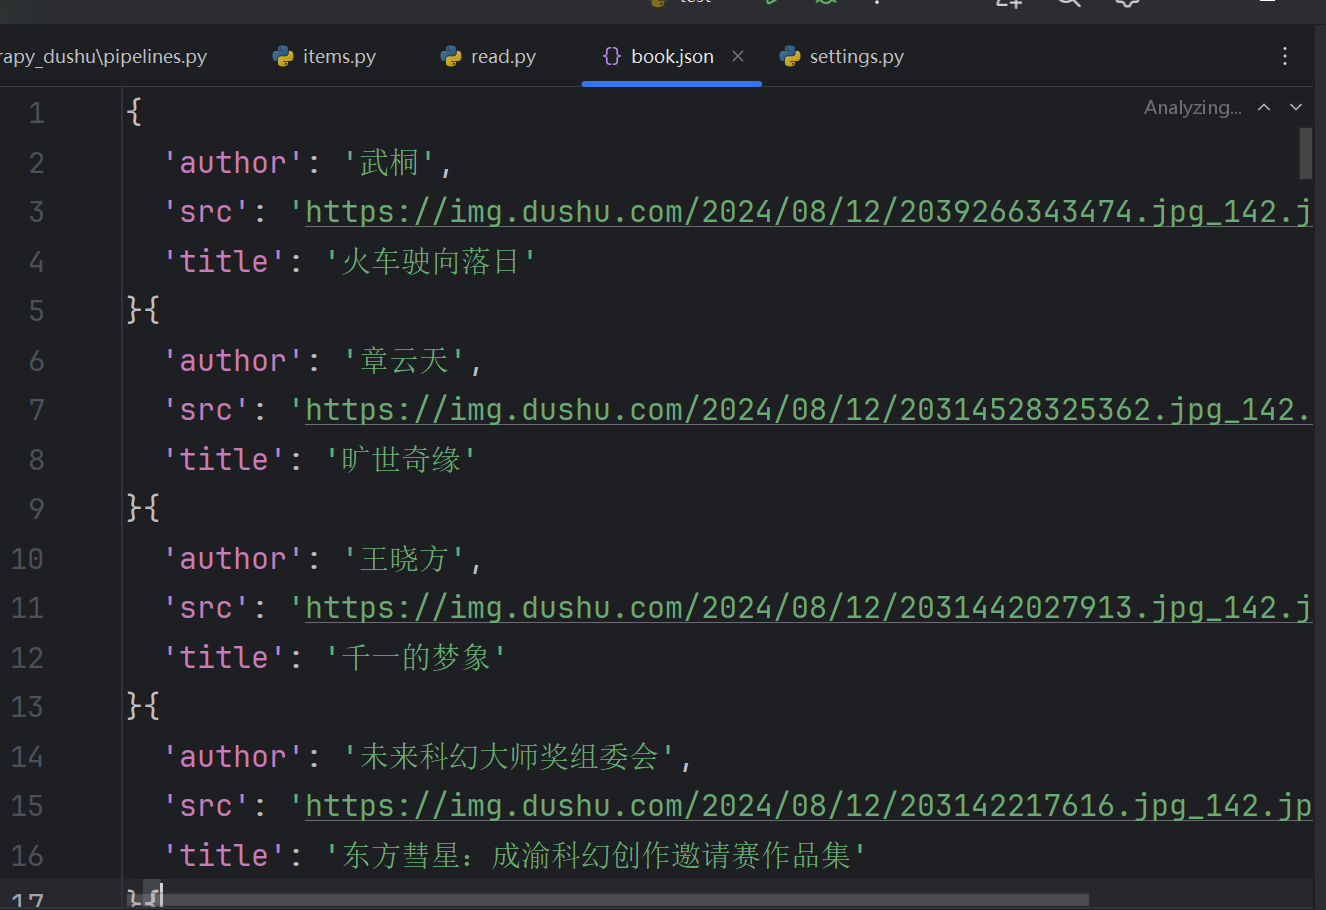 test
rapy_dushu\pipelines.py items.py read.py book.json settings.py
Analyzing...
1 {
2 'author': '武桐',
3 'src': 'https://img.dushu.com/2024/08/12/2039266343474.jpg_142.j
4 'title': '火车驶向落日'
5 }{
6 'author': '章云天',
7 'src': 'https://img.dushu.com/2024/08/12/20314528325362.jpg_142.
8 'title': '旷世奇缘'
9 }{
10 'author': '王晓方',
11 'src': 'https://img.dushu.com/2024/08/12/2031442027913.jpg_142.j
12 'title': '千一的梦象'
13 }{
14 'author': '未来科幻大师奖组委会',
15 'src': 'https://img.dushu.com/2024/08/12/203142217616.jpg_142.jp
16 'title': '东方彗星：成渝科幻创作邀请赛作品集'
17 }{